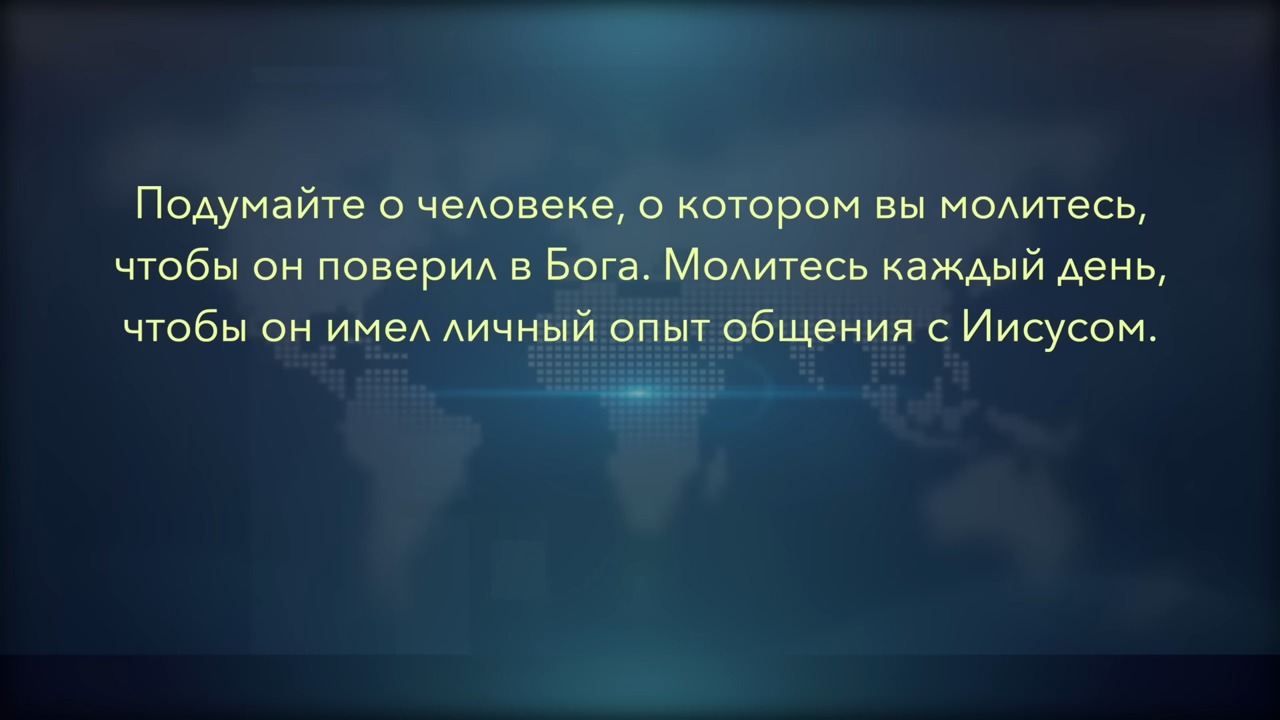 Подумайте о человеке, о котором вы молитесь,
чтобы он поверил в Бога. Молитесь каждый день,
чтобы он имел личный опыт общения с Иисусом.